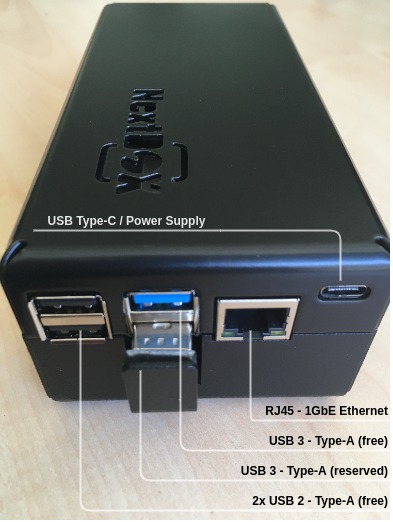 NextBox
USB Type-C / Power Supply
RJ45 - 1GbE Ethernet
USB 3 - Type-A (free)
USB 3 - Type-A (reserved)
2x USB 2 - Type-A (free)